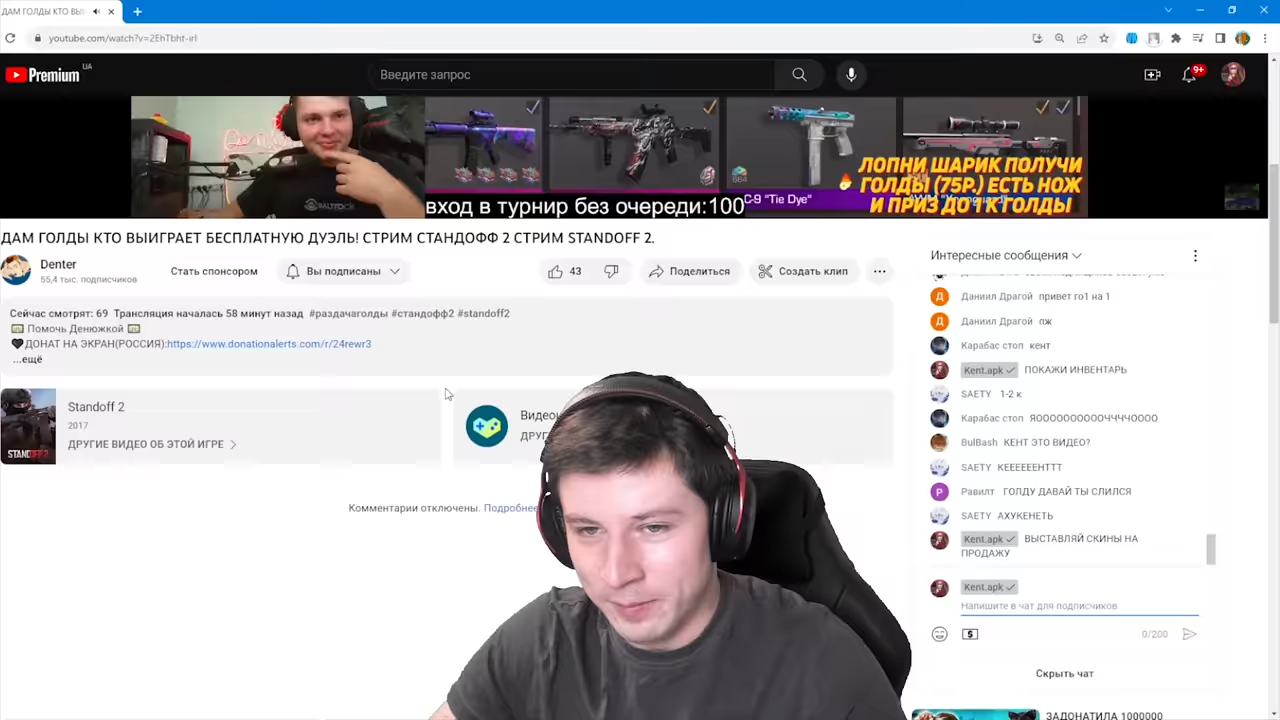 ДАМ ГОЛДЫ КТО ВЫИ
youtube.com/watch?v=2EhTbht-irI
Premium UA
Введите запрос
9+
684
C-9 "Tie Dye"
ЛОПНИ ШАРИК ПОЛУЧИ
ГОЛДЫ (75Р.) ЕСТЬ НОЖ
И ПРИЗ ДО 1 К ГОЛДЫ
вход в турнир без очереди:100
ДАМ ГОЛДЫ КТО ВЫИГРАЕТ БЕСПЛАТНУЮ ДУЭЛЬ! СТРИМ СТАНДОФФ 2 СТРИМ STANDOFF 2.
Denter
55,4 тыс. подписчиков
Стать спонсором
Вы подписаны
43
Поделиться
Создать клип
Сейчас смотрят: 69 Трансляция началась 58 минут назад #раздачаголды #стандофф2 #standoff2
Помочь Денюжкой
ДОНАТ НА ЭКРАН(РОССИЯ):https://www.donationalerts.com/r/24rewr3
...ещё
STANDOFF 2
Standoff 2
2017
ДРУГИЕ ВИДЕО ОБ ЭТОЙ ИГРЕ
Комментарии отключены. Подробнее
Интересные сообщения
Даниил Драгой привет го1 на 1
Даниил Драгой пж
Карабас стоп кент
Kent.apk ПОКАЖИ ИНВЕНТАРЬ
SAETY 1-2 к
Карабас стоп ЯООООООООООЧЧЧЧОООО
BulBash КЕНТ ЭТО ВИДЕО?
SAETY КЕЕЕЕЕЕНТТТ
Равилт ГОЛДУ ДАВАЙ ТЫ СЛИЛСЯ
SAETY АХУКЕНЕТЬ
Kent.apk ВЫСТАВЛЯЙ СКИНЫ НА
ПРОДАЖУ
Kent.apk
Напишите в чат для подписчиков
0/200
Скрыть чат
ЗАДОНАТИЛА 1000000